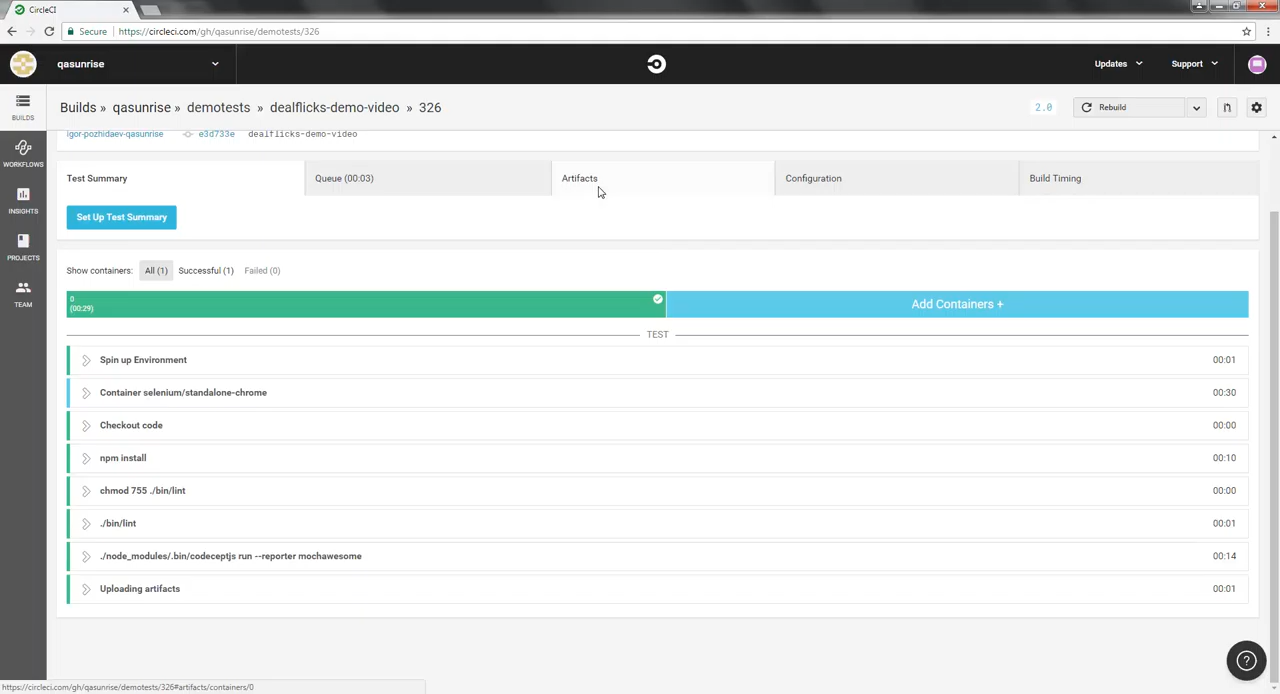 CircleCI
Secure https://circleci.com/gh/qasunrise/demotests/326
qasunrise
Updates
Support
BUILDS
Builds » qasunrise » demotests » dealflicks-demo-video » 326
2.0
Rebuild
igor-pozhidaev-qasunrise e3d733e dealflicks-demo-video
WORKFLOWS
Test Summary
Queue (00:03)
Artifacts
Configuration
Build Timing
INSIGHTS
Set Up Test Summary
PROJECTS
TEAM
Show containers: All (1) Successful (1) Failed (0)
0
(00:29)
Add Containers +
TEST
Spin up Environment 00:01
Container selenium/standalone-chrome 00:30
Checkout code 00:00
npm install 00:10
chmod 755 ./bin/lint 00:00
./bin/lint 00:01
./node_modules/.bin/codeceptjs run --reporter mochawesome 00:14
Uploading artifacts 00:01
https://circleci.com/gh/qasunrise/demotests/326#artifacts/containers/0